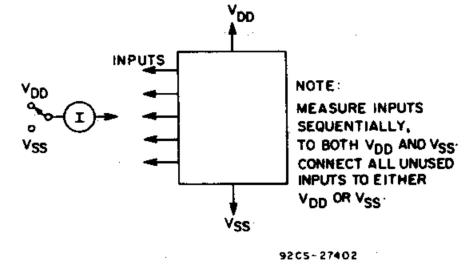 VDD
INPUTS
VDD
I
VSS
NOTE:
MEASURE INPUTS
SEQUENTIALLY,
TO BOTH VDD AND VSS.
CONNECT ALL UNUSED
INPUTS TO EITHER
VDD OR VSS.
VSS
92CS-27402